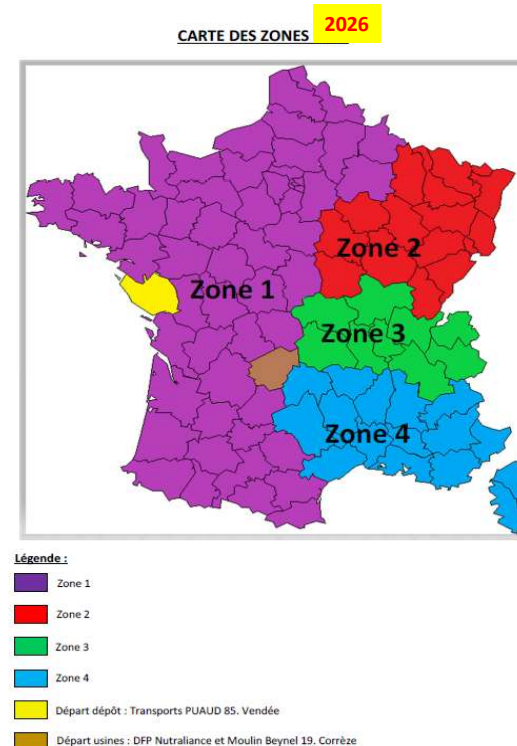 CARTE DES ZONES 2026
Zone 2
Zone 1
Zone 3
Zone 4
Légende :
Zone 1
Zone 2
Zone 3
Zone 4
Départ dépôt : Transports PUAUD 85. Vendée
Départ usines : DFP Nutraliance et Moulin Beynel 19. Corrèze